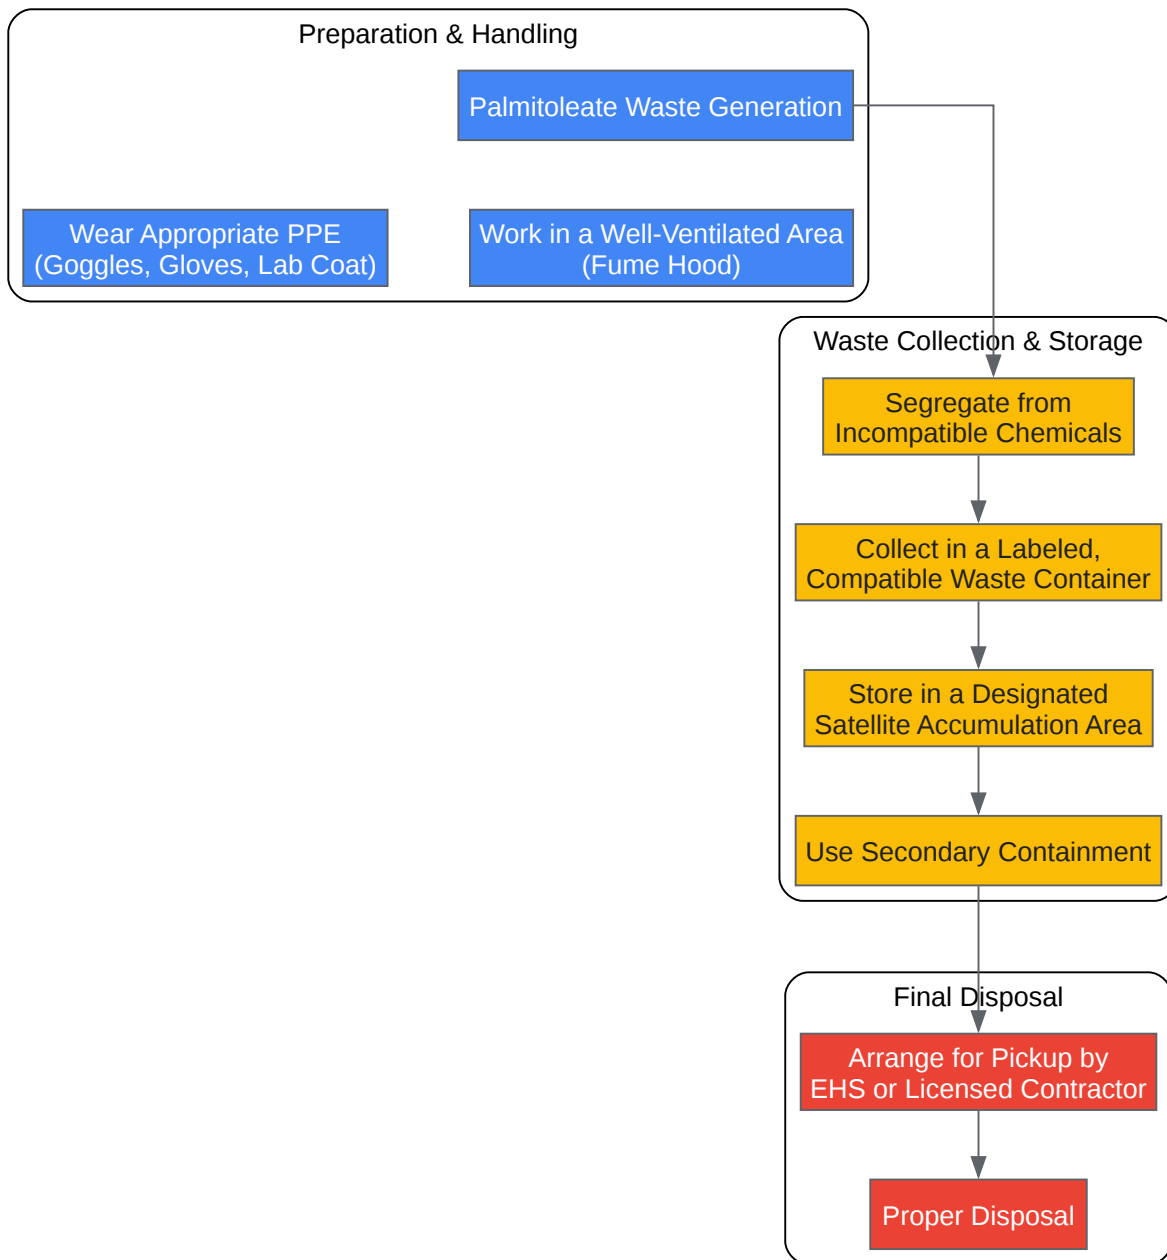 Preparation & Handling
Palmitoleate Waste Generation
Wear Appropriate PPE
(Goggles, Gloves, Lab Coat)
Work in a Well-Ventilated Area
(Fume Hood)
Waste Collection & Storage
Segregate from
Incompatible Chemicals
Collect in a Labeled,
Compatible Waste Container
Store in a Designated
Satellite Accumulation Area
Use Secondary Containment
Final Disposal
Arrange for Pickup by
EHS or Licensed Contractor
Proper Disposal